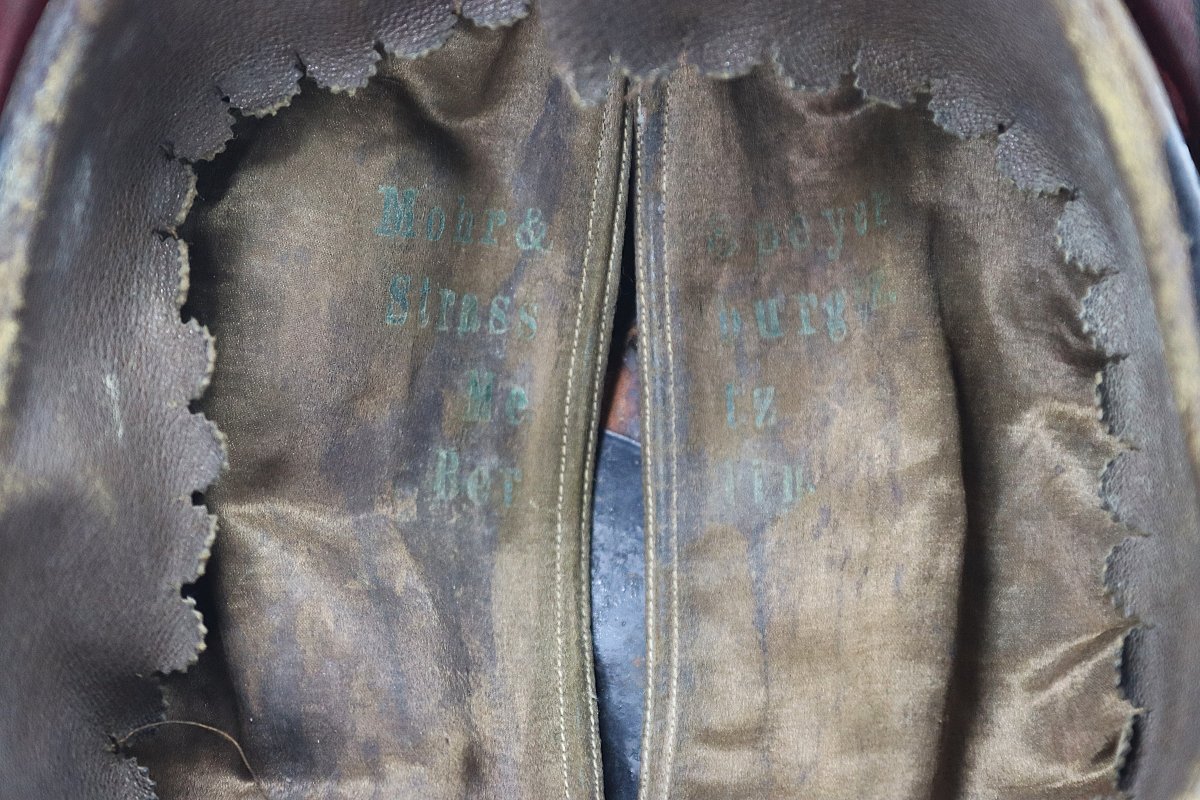 Mohr & Speyer
Strassburg i/E.
Metz
Berlin